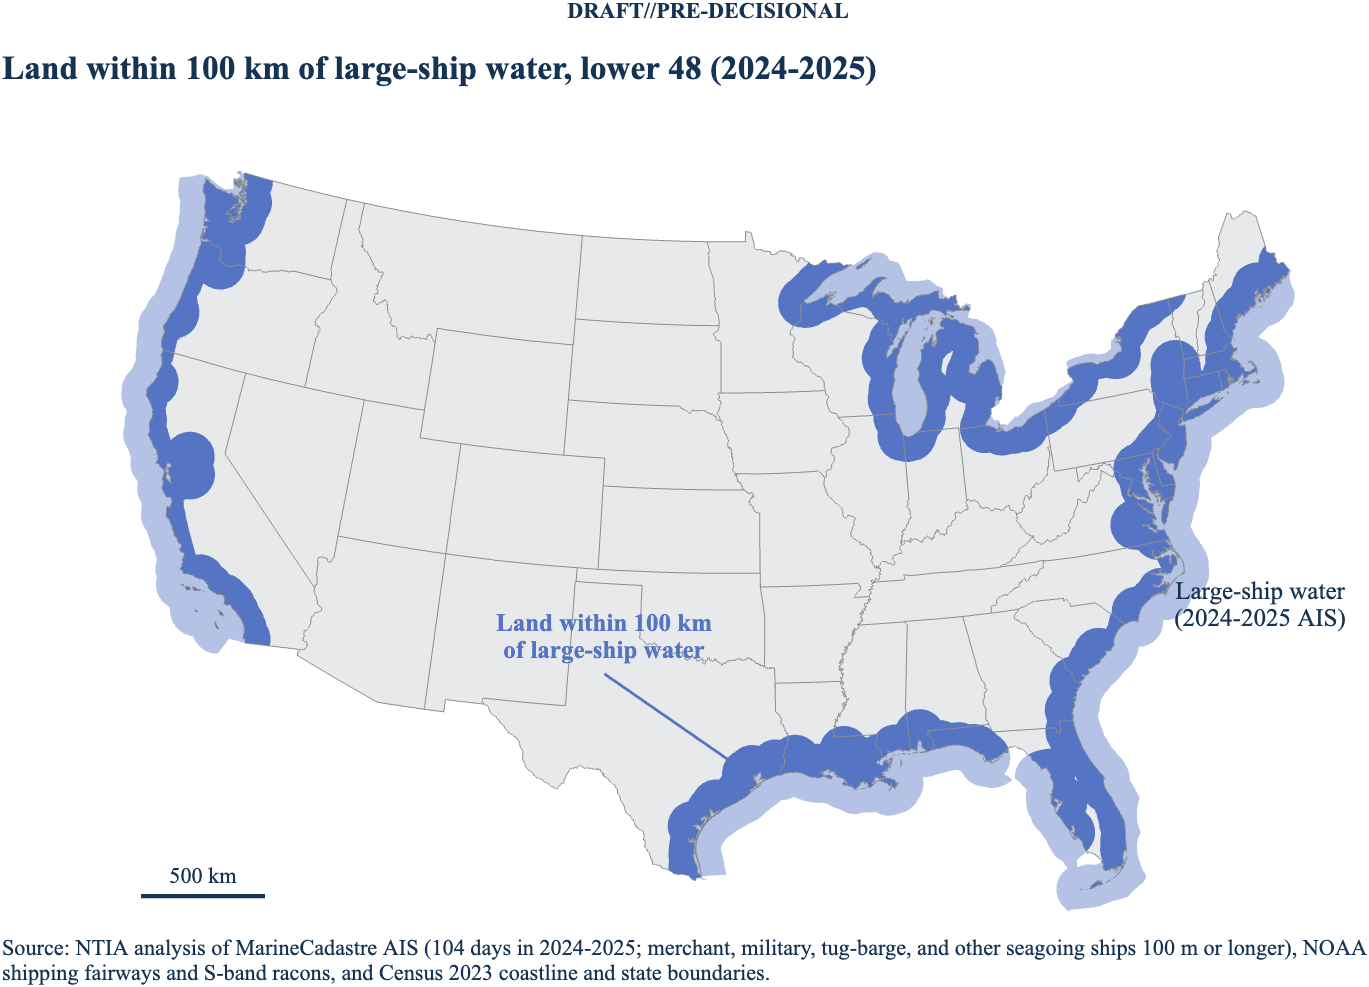 DRAFT//PRE-DECISIONAL
Land within 100 km of large-ship water, lower 48 (2024-2025)
Large-ship water
(2024-2025 AIS)
Land within 100 km
of large-ship water
500 km
Source: NTIA analysis of MarineCadastre AIS (104 days in 2024-2025; merchant, military, tug-barge, and other seagoing ships 100 m or longer), NOAA
shipping fairways and S-band racons, and Census 2023 coastline and state boundaries.